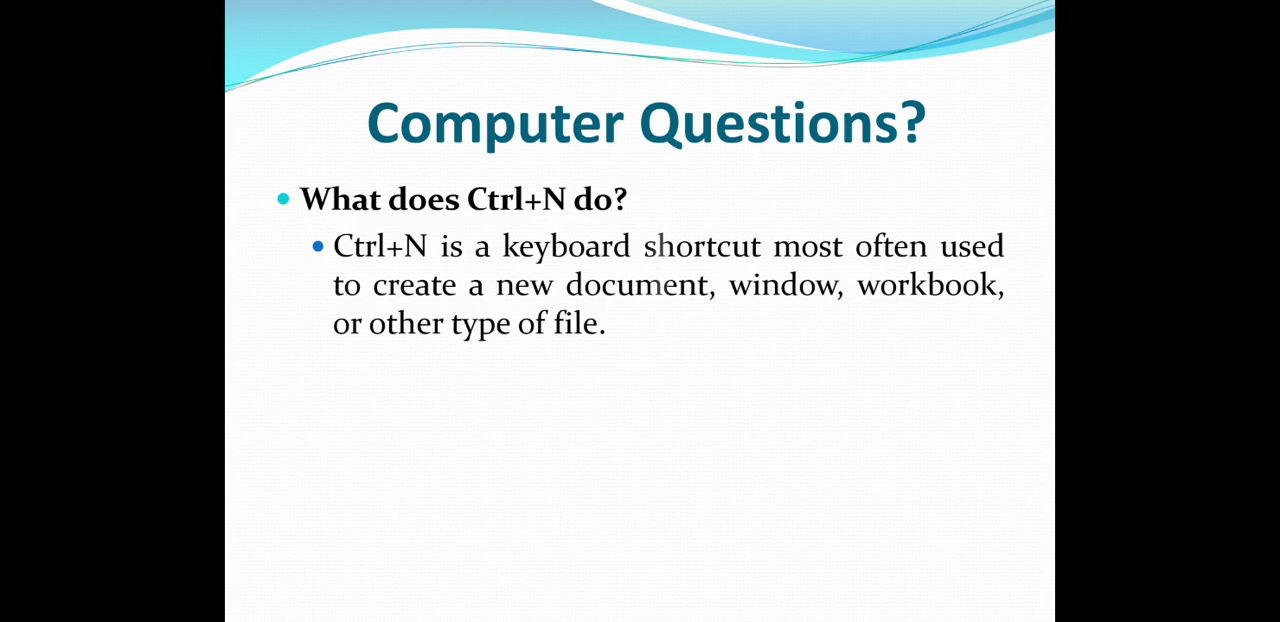 Computer Questions?
What does Ctrl+N do?
Ctrl+N is a keyboard shortcut most often used
to create a new document, window, workbook,
or other type of file.